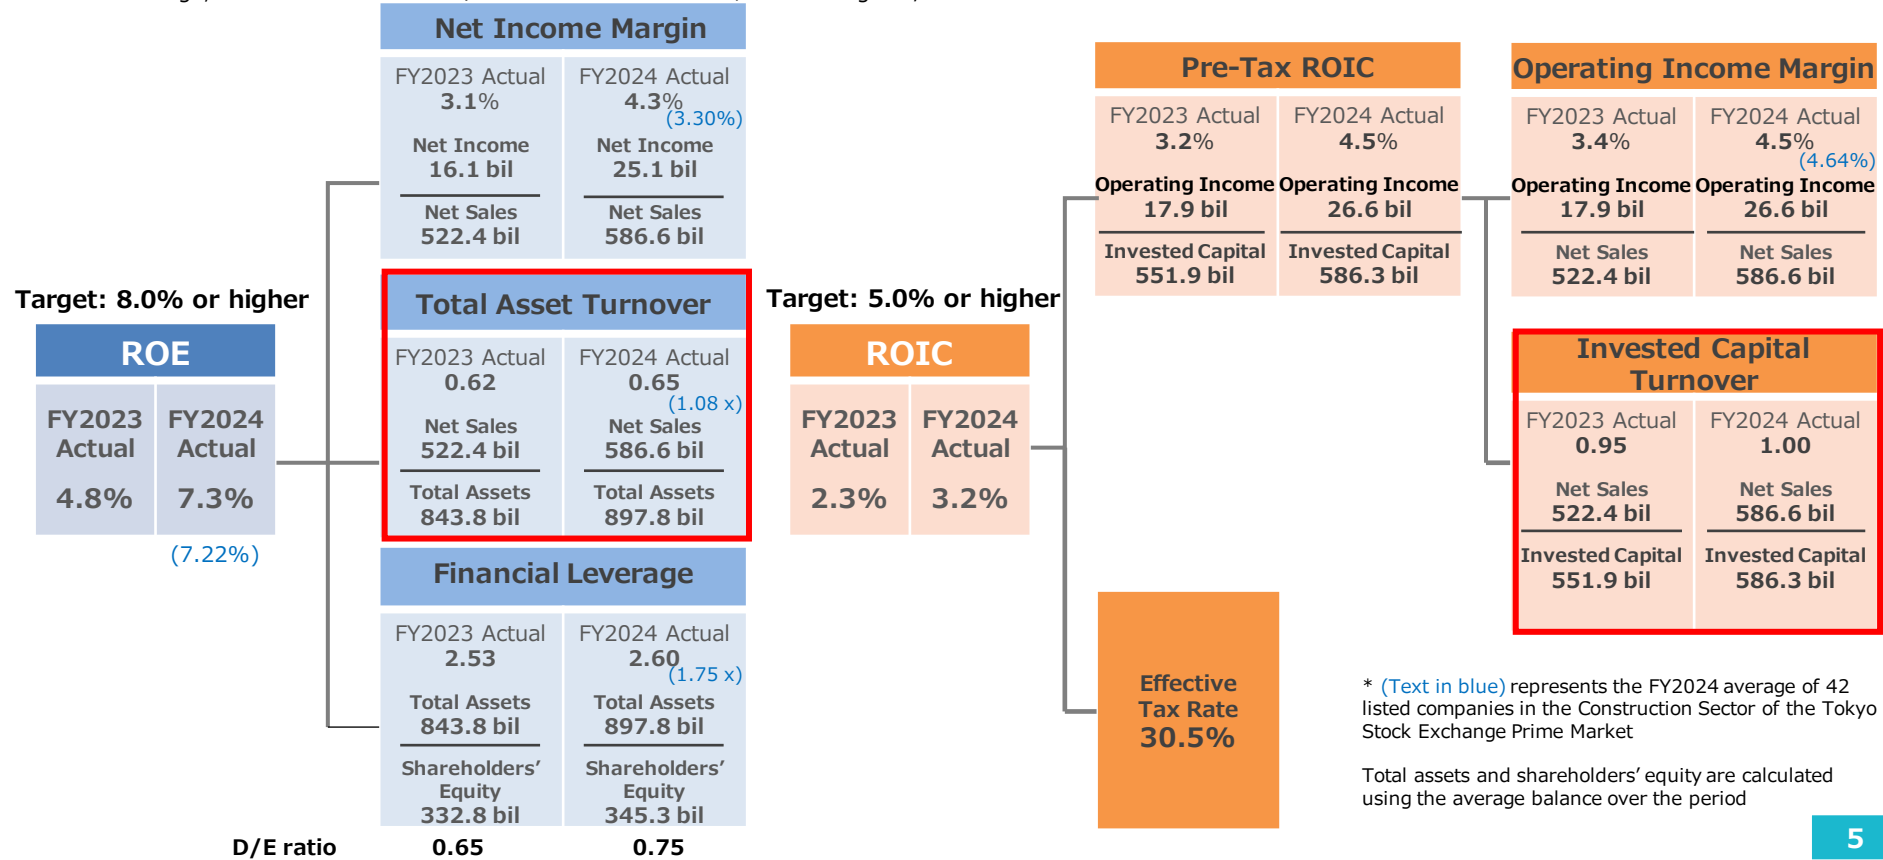 Net Income Margin
FY2023 Actual
3.1%
Net Income
16.1 bil
Net Sales
522.4 bil
FY2024 Actual
4.3%
(3.30%)
Net Income
25.1 bil
Net Sales
586.6 bil
Target: 8.0% or higher
ROE
FY2023
Actual
4.8%
FY2024
Actual
7.3%
(7.22%)
Total Asset Turnover
FY2023 Actual
0.62
Net Sales
522.4 bil
Total Assets
843.8 bil
FY2024 Actual
0.65
(1.08 x)
Net Sales
586.6 bil
Total Assets
897.8 bil
Financial Leverage
FY2023 Actual
2.53
Total Assets
843.8 bil
Shareholders’
Equity
332.8 bil
FY2024 Actual
2.60
(1.75 x)
Total Assets
897.8 bil
Shareholders’
Equity
345.3 bil
D/E ratio 0.65 0.75
Target: 5.0% or higher
ROIC
FY2023
Actual
2.3%
FY2024
Actual
3.2%
Pre-Tax ROIC
FY2023 Actual
3.2%
Operating Income
17.9 bil
Invested Capital
551.9 bil
FY2024 Actual
4.5%
Operating Income
26.6 bil
Invested Capital
586.3 bil
Operating Income Margin
FY2023 Actual
3.4%
Operating Income
17.9 bil
Net Sales
522.4 bil
FY2024 Actual
4.5%
(4.64%)
Operating Income
26.6 bil
Net Sales
586.6 bil
Invested Capital
Turnover
FY2023 Actual
0.95
Net Sales
522.4 bil
Invested Capital
551.9 bil
FY2024 Actual
1.00
Net Sales
586.6 bil
Invested Capital
586.3 bil
Effective
Tax Rate
30.5%
* (Text in blue) represents the FY2024 average of 42
listed companies in the Construction Sector of the Tokyo
Stock Exchange Prime Market
Total assets and shareholders’ equity are calculated
using the average balance over the period
5